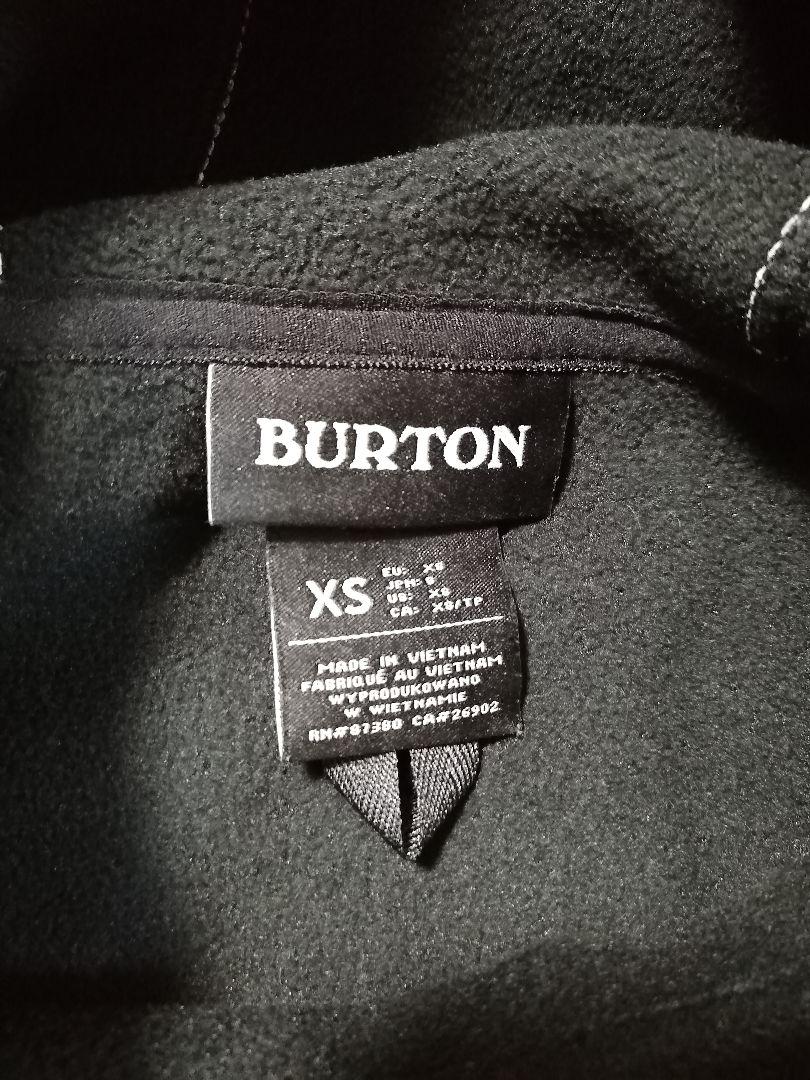 BURTON
XS
EU: XS
JPN: S
US: XS
CA: XS/TP
MADE IN VIETNAM
FABRIQUÉ AU VIETNAM
WYPRODUKOWANO
W WIETNAMIE
RN#87380 CA#26902